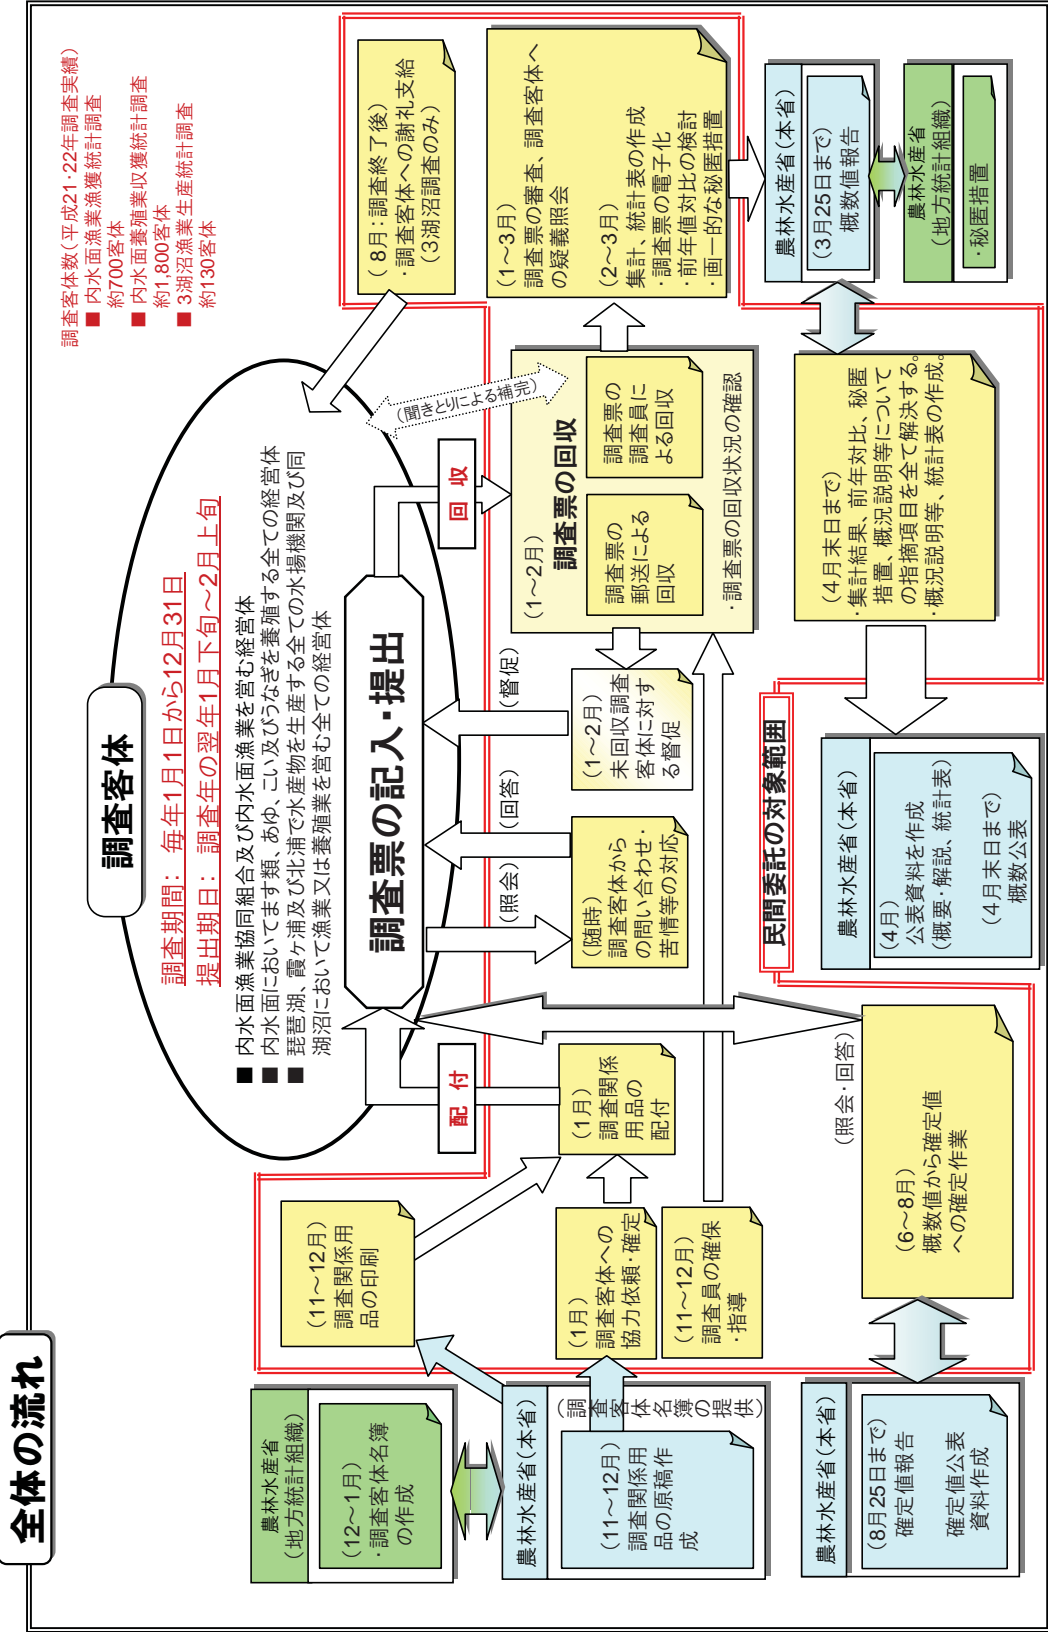 全体の流れ
調査客体数(平成21・22年調査実績)
■ 内水面漁業漁獲統計調査
約700客体
■ 内水面養殖業収獲統計調査
約1,800客体
■ 3湖沼漁業生産統計調査
約130客体
調査客体
調査期間： 毎年1月1日から12月31日
提出期日： 調査年の翌年1月下旬～2月上旬
■ 内水面漁業協同組合及び内水面漁業を営む経営体
■ 内水面においてます類、あゆ、こい及びうなぎを養殖する全ての経営体
■ 琵琶湖、霞ヶ浦及び北浦で水産物を生産する全ての水揚機関及び同
湖沼において漁業又は養殖業を営む全ての経営体
調査票の記入・提出
農林水産省
(地方統計組織)
(12～1月)
・調査客体名簿
の作成
農林水産省(本省)
(11～12月)
調査関係用
品の原稿作
成
(調査客体名簿の提供)
(11～12月)
調査関係用
品の印刷
(1月)
調査客体への
協力依頼・確定
(11～12月)
調査員の確保
・指導
(1月)
調査関係
用品の
配付
配 付
(照会)
(回答)
(随時)
調査客体から
の問い合わせ・
苦情等の対応
(督促)
(1～2月)
未回収調査
客体に対す
る督促
回 収
(聞きとりによる補完)
(1～2月)
調査票の回収
調査票の
郵送による
回収
調査票の
調査員に
よる回収
・調査票の回収状況の確認
( 8月：調査終了後)
・調査客体への謝礼支給
(3湖沼調査のみ)
(1～3月)
調査票の審査、調査客体へ
の疑義照会
(2～3月)
集計、統計表の作成
・調査票の電子化
・前年値対比の検討
・画一的な秘匿措置
農林水産省(本省)
(3月25日まで)
概数値報告
農林水産省
(地方統計組織)
・秘匿措置
(4月末日まで)
・集計結果、前年対比、秘匿
措置、概況説明等について
の指摘項目を全て解決する。
・概況説明等、統計表の作成。
民間委託の対象範囲
農林水産省(本省)
(4月)
公表資料を作成
(概要・解説、統計表)
(4月末日まで)
概数公表
(照会・回答)
(6～8月)
概数値から確定値
への確定作業
農林水産省(本省)
(8月25日まで)
確定値報告
確定値公表
資料作成